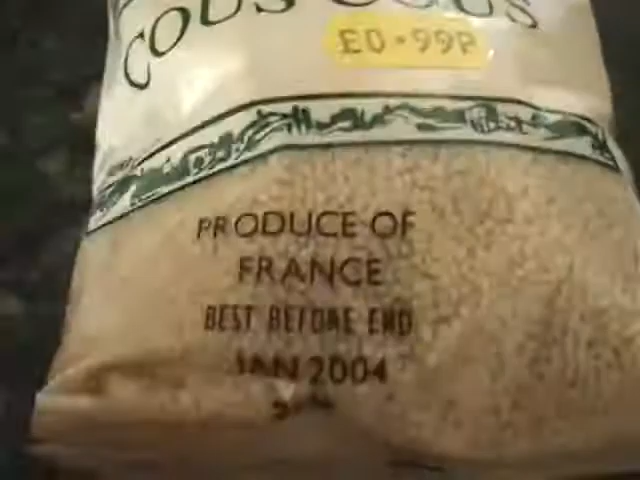 COUS COUS
£0.99P
PRODUCE OF
FRANCE
BEST BEFORE END
JAN 2004